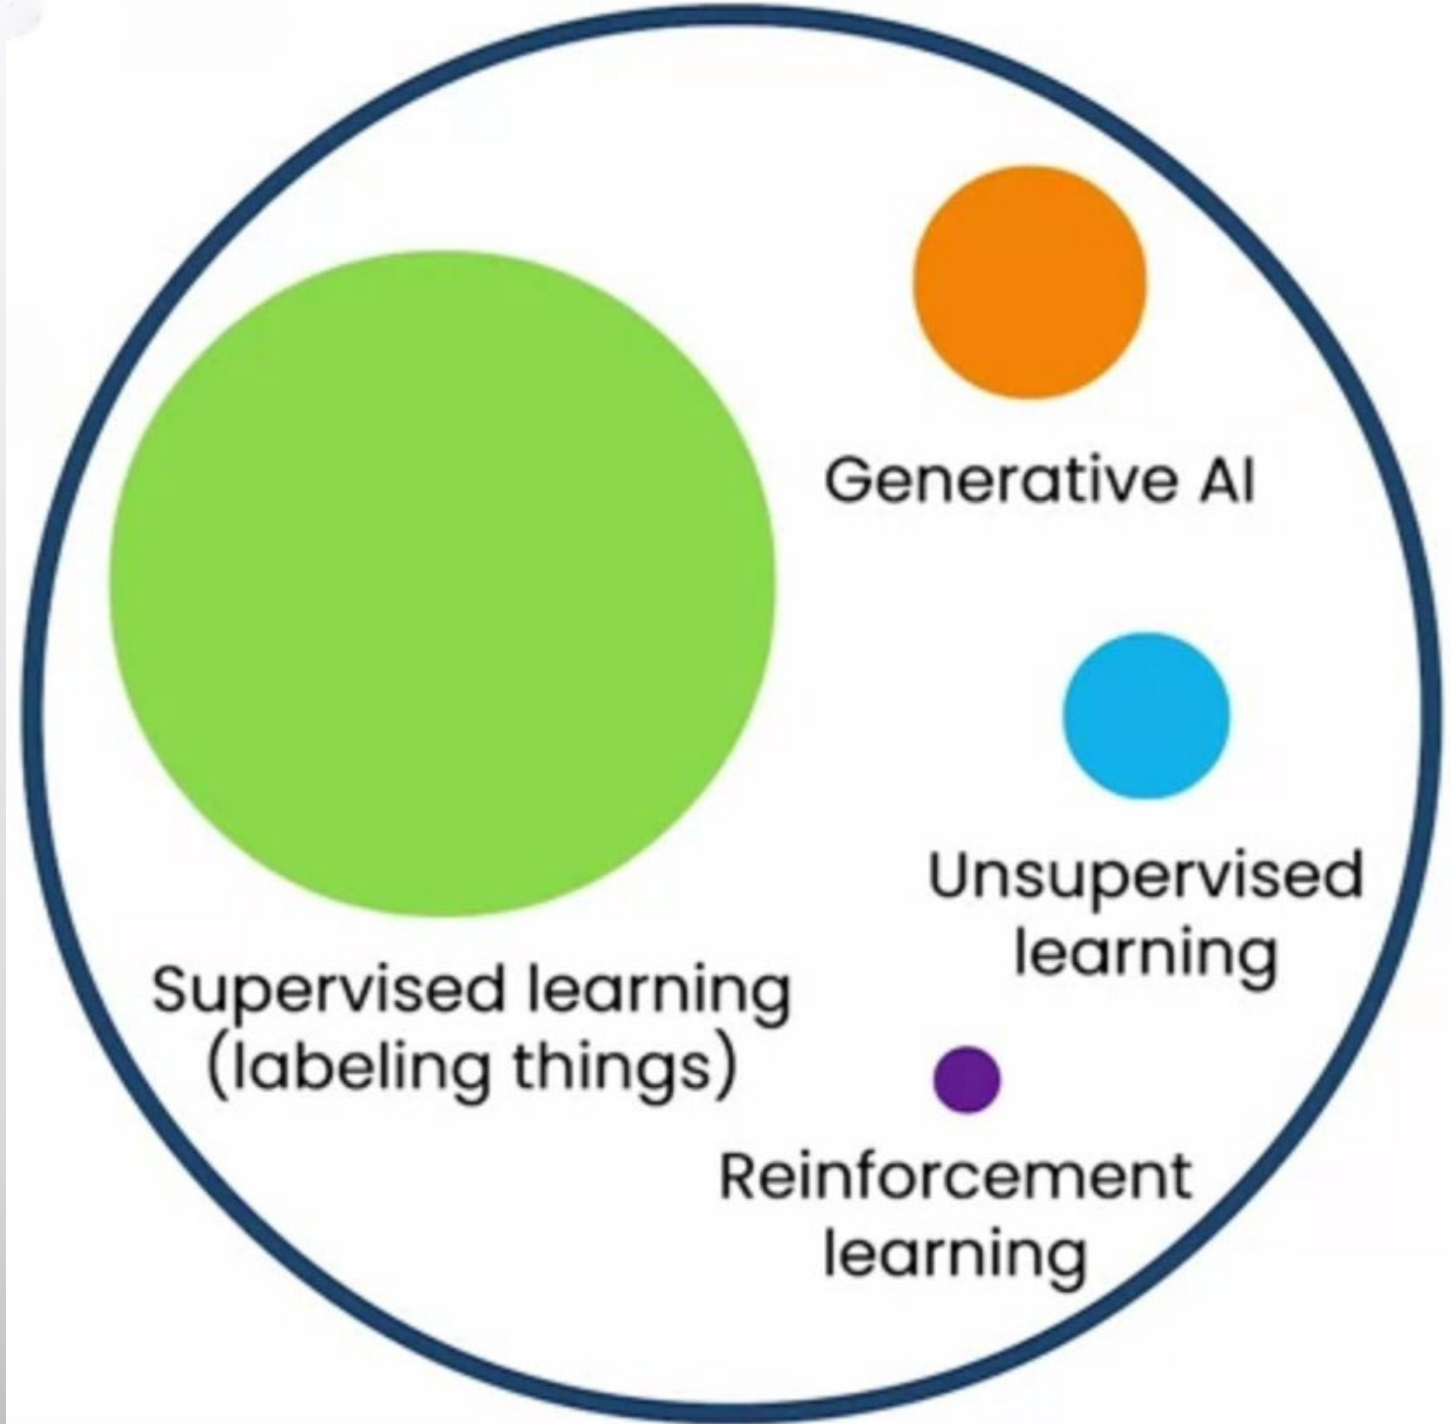 Generative AI
Unsupervised
learning
Supervised learning
(labeling things)
Reinforcement
learning